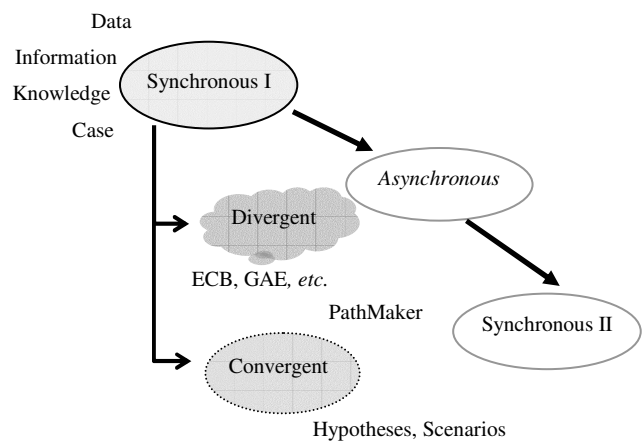 Data
Information
Synchronous I
Knowledge
Case
Asynchronous
Divergent
ECB, GAE, etc.
PathMaker
Synchronous II
Convergent
Hypotheses, Scenarios